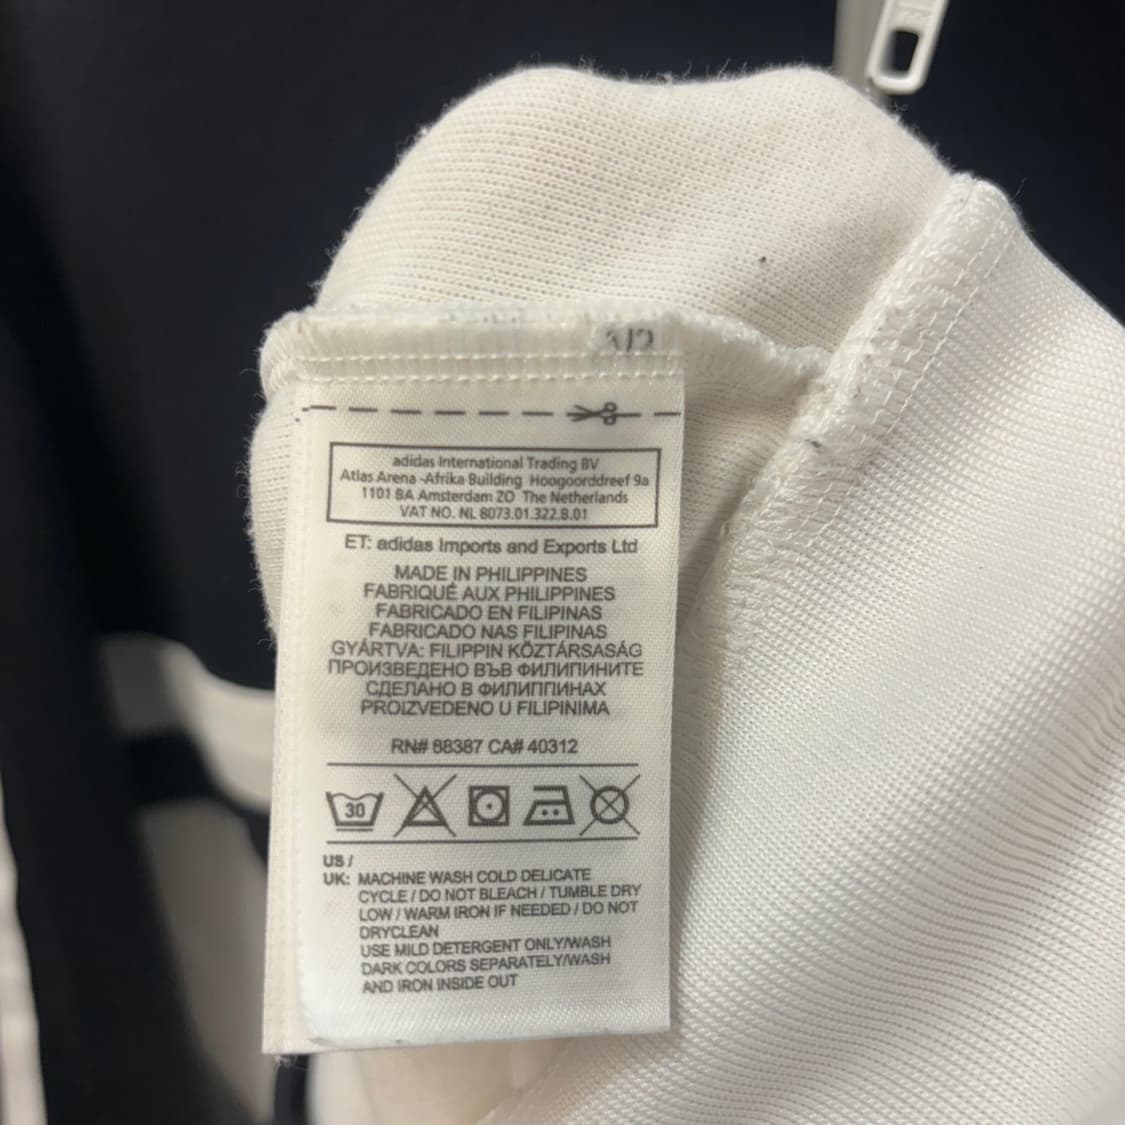 adidas International Trading BV
Atlas Arena -Afrika Building Hoogoorddreef 9a
1101 BA Amsterdam ZO The Netherlands
VAT NO. NL 8073.01.322.B.01
ET: adidas Imports and Exports Ltd
MADE IN PHILIPPINES
FABRIQUÉ AUX PHILIPPINES
FABRICADO EN FILIPINAS
FABRICADO NAS FILIPINAS
GYÁRTVA: FILIPPIN KÖZTÁRSASÁG
ПРОИЗВЕДЕНО ВЪВ ФИЛИПИНИТЕ
СДЕЛАНО В ФИЛИППИНАХ
PROIZVEDENO U FILIPINIMA
RN# 88387 CA# 40312
30
US /
UK: MACHINE WASH COLD DELICATE
CYCLE / DO NOT BLEACH / TUMBLE DRY
LOW / WARM IRON IF NEEDED / DO NOT
DRYCLEAN
USE MILD DETERGENT ONLY/WASH
DARK COLORS SEPARATELY/WASH
AND IRON INSIDE OUT